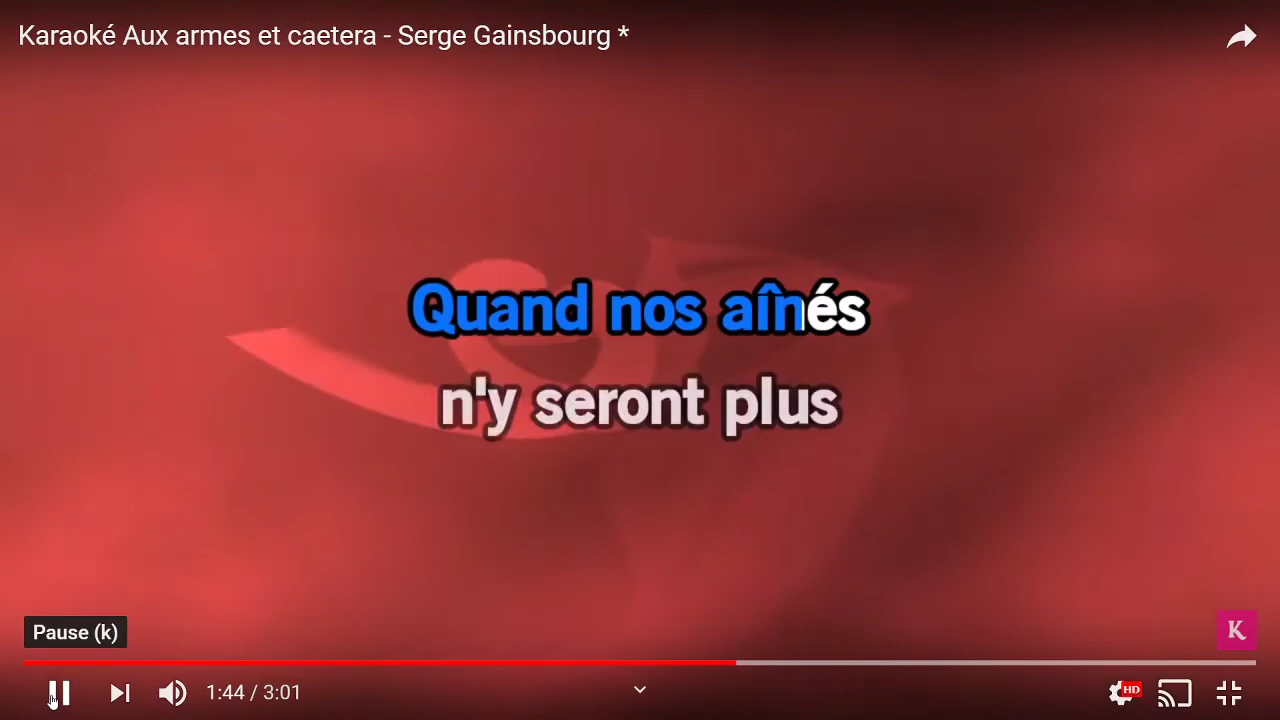 Karaoké Aux armes et caetera - Serge Gainsbourg *
Quand nos aînés
n'y seront plus
Pause (k)
K
1:44 / 3:01
HD